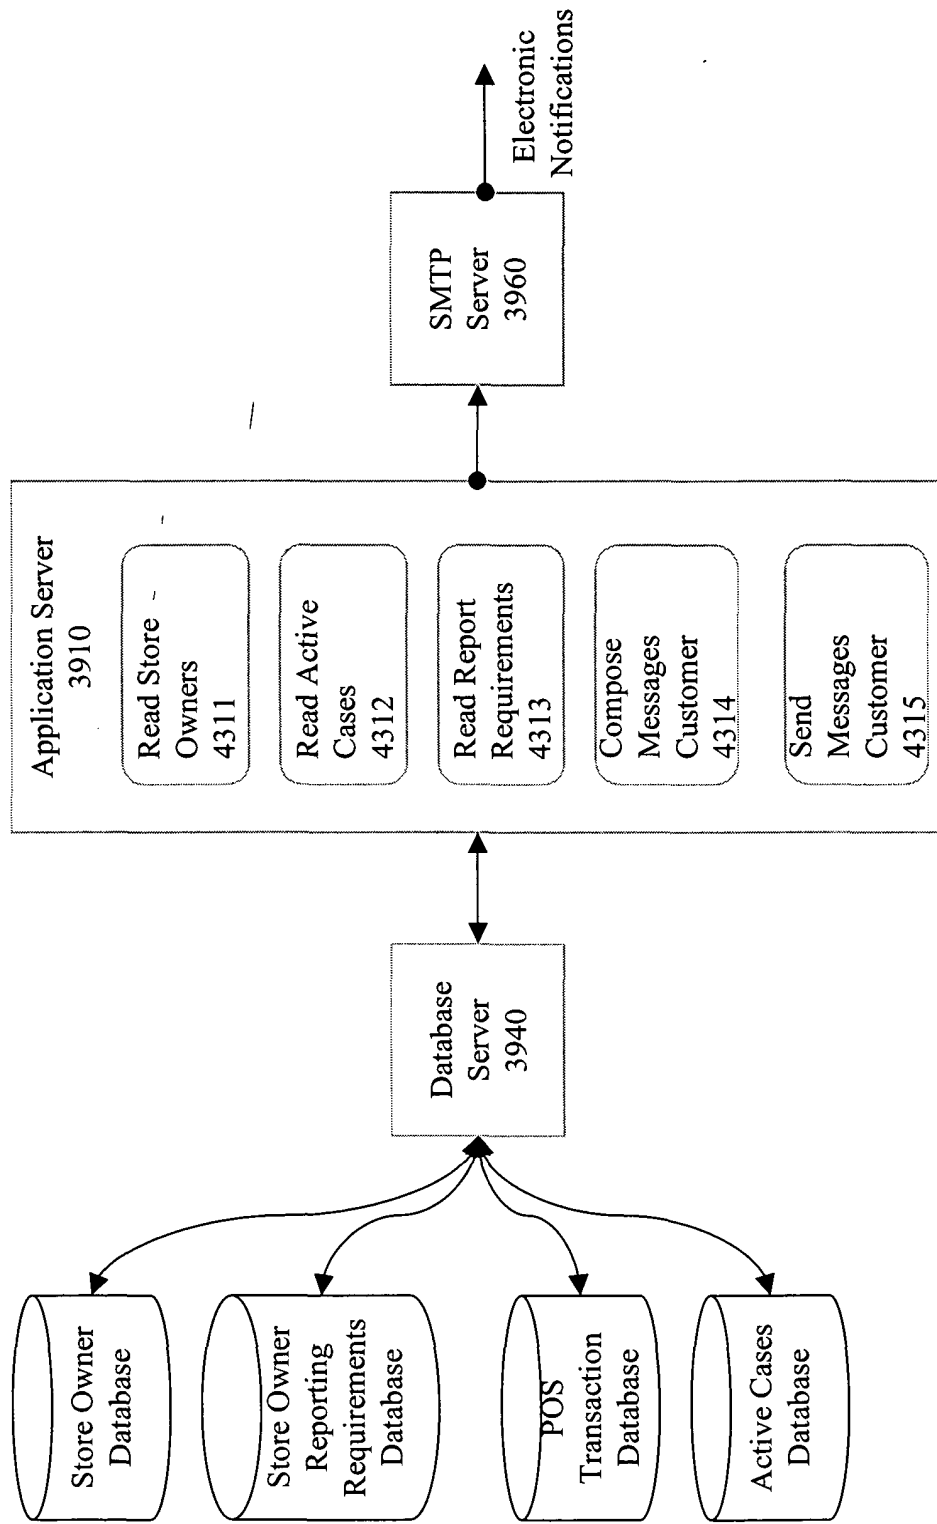 Store Owner
Database
Store Owner
Reporting
Requirements
Database
POS
Transaction
Database
Active Cases
Database
Database
Server
3940
Application Server
3910
Read Store
Owners
4311
Read Active
Cases
4312
Read Report
Requirements
4313
Compose
Messages
Customer
4314
Send
Messages
Customer
4315
SMTP
Server
3960
Electronic
Notifications